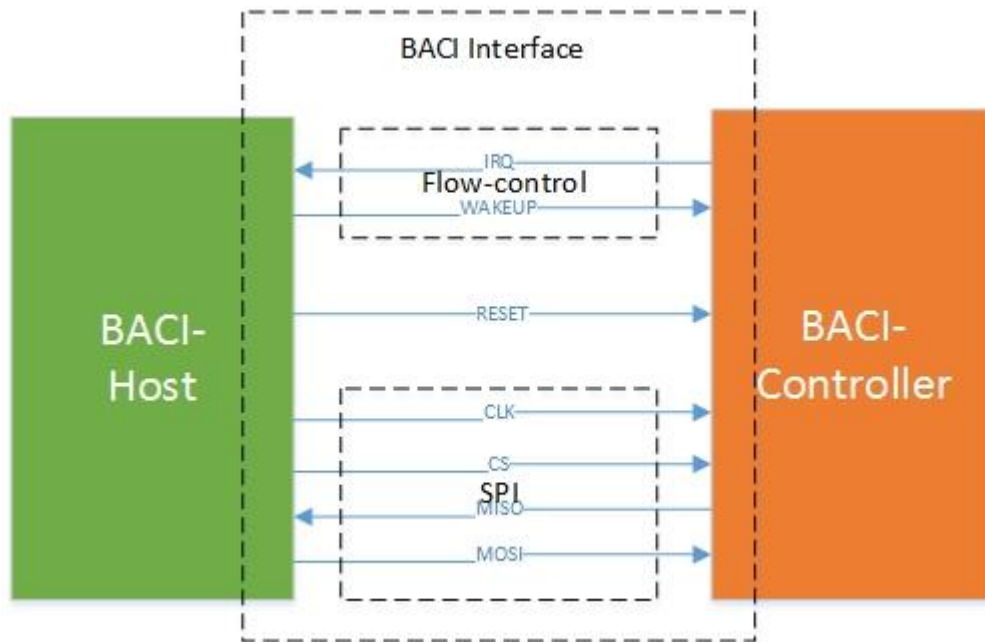 BACI Interface
IRQ
Flow-control
WAKEUP
BACI-
Host
RESET
BACI-
Controller
CLK
CS
SPI
MISO
MOSI